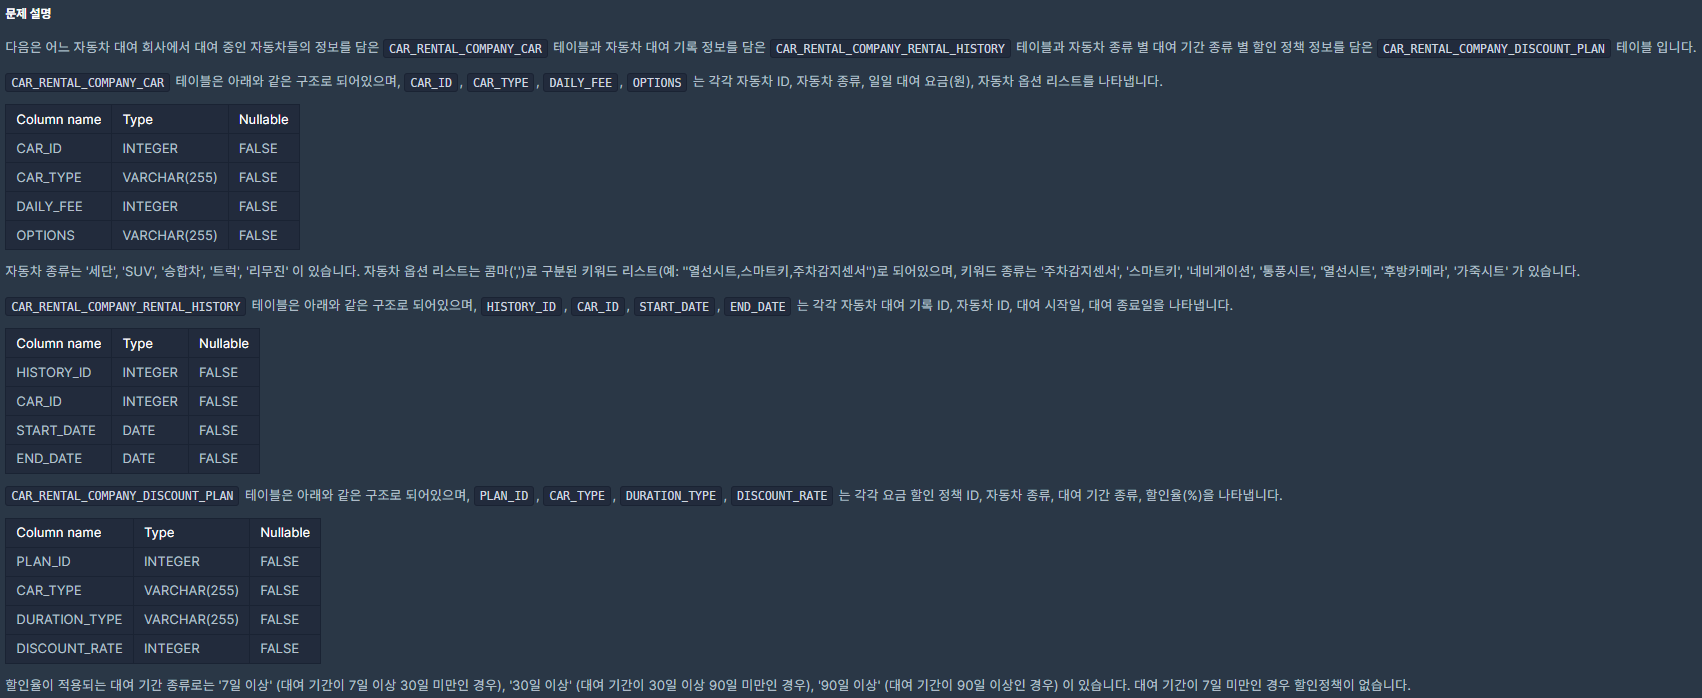 문제 설명
다음은 어느 자동차 대여 회사에서 대여 중인 자동차들의 정보를 담은 CAR_RENTAL_COMPANY_CAR 테이블과 자동차 대여 기록 정보를 담은 CAR_RENTAL_COMPANY_RENTAL_HISTORY 테이블과 자동차 종류 별 대여 기간 종류 별 할인 정책 정보를 담은 CAR_RENTAL_COMPANY_DISCOUNT_PLAN 테이블 입니다.
CAR_RENTAL_COMPANY_CAR 테이블은 아래와 같은 구조로 되어있으며, CAR_ID, CAR_TYPE, DAILY_FEE, OPTIONS 는 각각 자동차 ID, 자동차 종류, 일일 대여 요금(원), 자동차 옵션 리스트를 나타냅니다.
Column name Type Nullable
CAR_ID INTEGER FALSE
CAR_TYPE VARCHAR(255) FALSE
DAILY_FEE INTEGER FALSE
OPTIONS VARCHAR(255) FALSE
자동차 종류는 '세단', 'SUV', '승합차', '트럭', '리무진' 이 있습니다. 자동차 옵션 리스트는 콤마(',')로 구분된 키워드 리스트(예: ''열선시트,스마트키,주차감지센서'')로 되어있으며, 키워드 종류는 '주차감지센서', '스마트키', '네비게이션', '통풍시트', '열선시트', '후방카메라', '가죽시트' 가 있습니다.
CAR_RENTAL_COMPANY_RENTAL_HISTORY 테이블은 아래와 같은 구조로 되어있으며, HISTORY_ID, CAR_ID, START_DATE, END_DATE 는 각각 자동차 대여 기록 ID, 자동차 ID, 대여 시작일, 대여 종료일을 나타냅니다.
Column name Type Nullable
HISTORY_ID INTEGER FALSE
CAR_ID INTEGER FALSE
START_DATE DATE FALSE
END_DATE DATE FALSE
CAR_RENTAL_COMPANY_DISCOUNT_PLAN 테이블은 아래와 같은 구조로 되어있으며, PLAN_ID, CAR_TYPE, DURATION_TYPE, DISCOUNT_RATE 는 각각 요금 할인 정책 ID, 자동차 종류, 대여 기간 종류, 할인율(%)을 나타냅니다.
Column name Type Nullable
PLAN_ID INTEGER FALSE
CAR_TYPE VARCHAR(255) FALSE
DURATION_TYPE VARCHAR(255) FALSE
DISCOUNT_RATE INTEGER FALSE
할인율이 적용되는 대여 기간 종류로는 '7일 이상' (대여 기간이 7일 이상 30일 미만인 경우), '30일 이상' (대여 기간이 30일 이상 90일 미만인 경우), '90일 이상' (대여 기간이 90일 이상인 경우) 이 있습니다. 대여 기간이 7일 미만인 경우 할인정책이 없습니다.